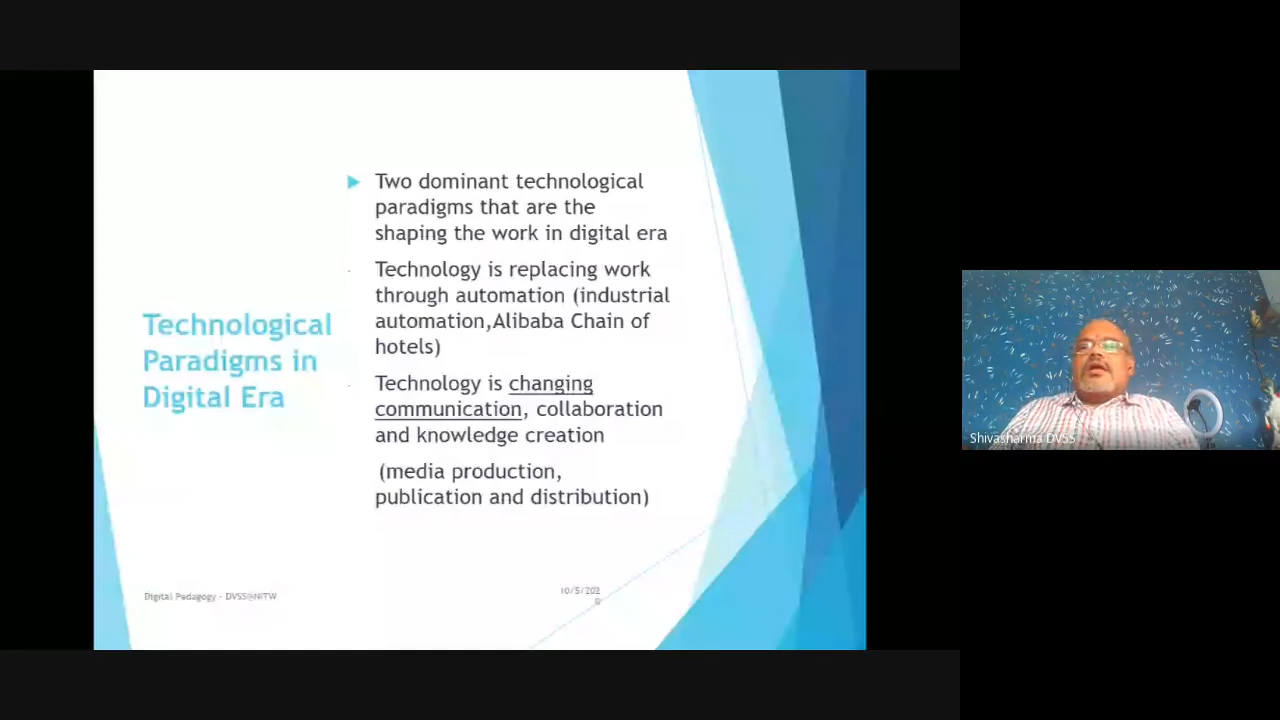 Technological
Paradigms in
Digital Era
Two dominant technological
paradigms that are the
shaping the work in digital era
Technology is replacing work
through automation (industrial
automation,Alibaba Chain of
hotels)
Technology is changing
communication, collaboration
and knowledge creation
(media production,
publication and distribution)
Digital Pedagogy - DVSS@NITW
10/5/202
0
Shivasharma DVSS